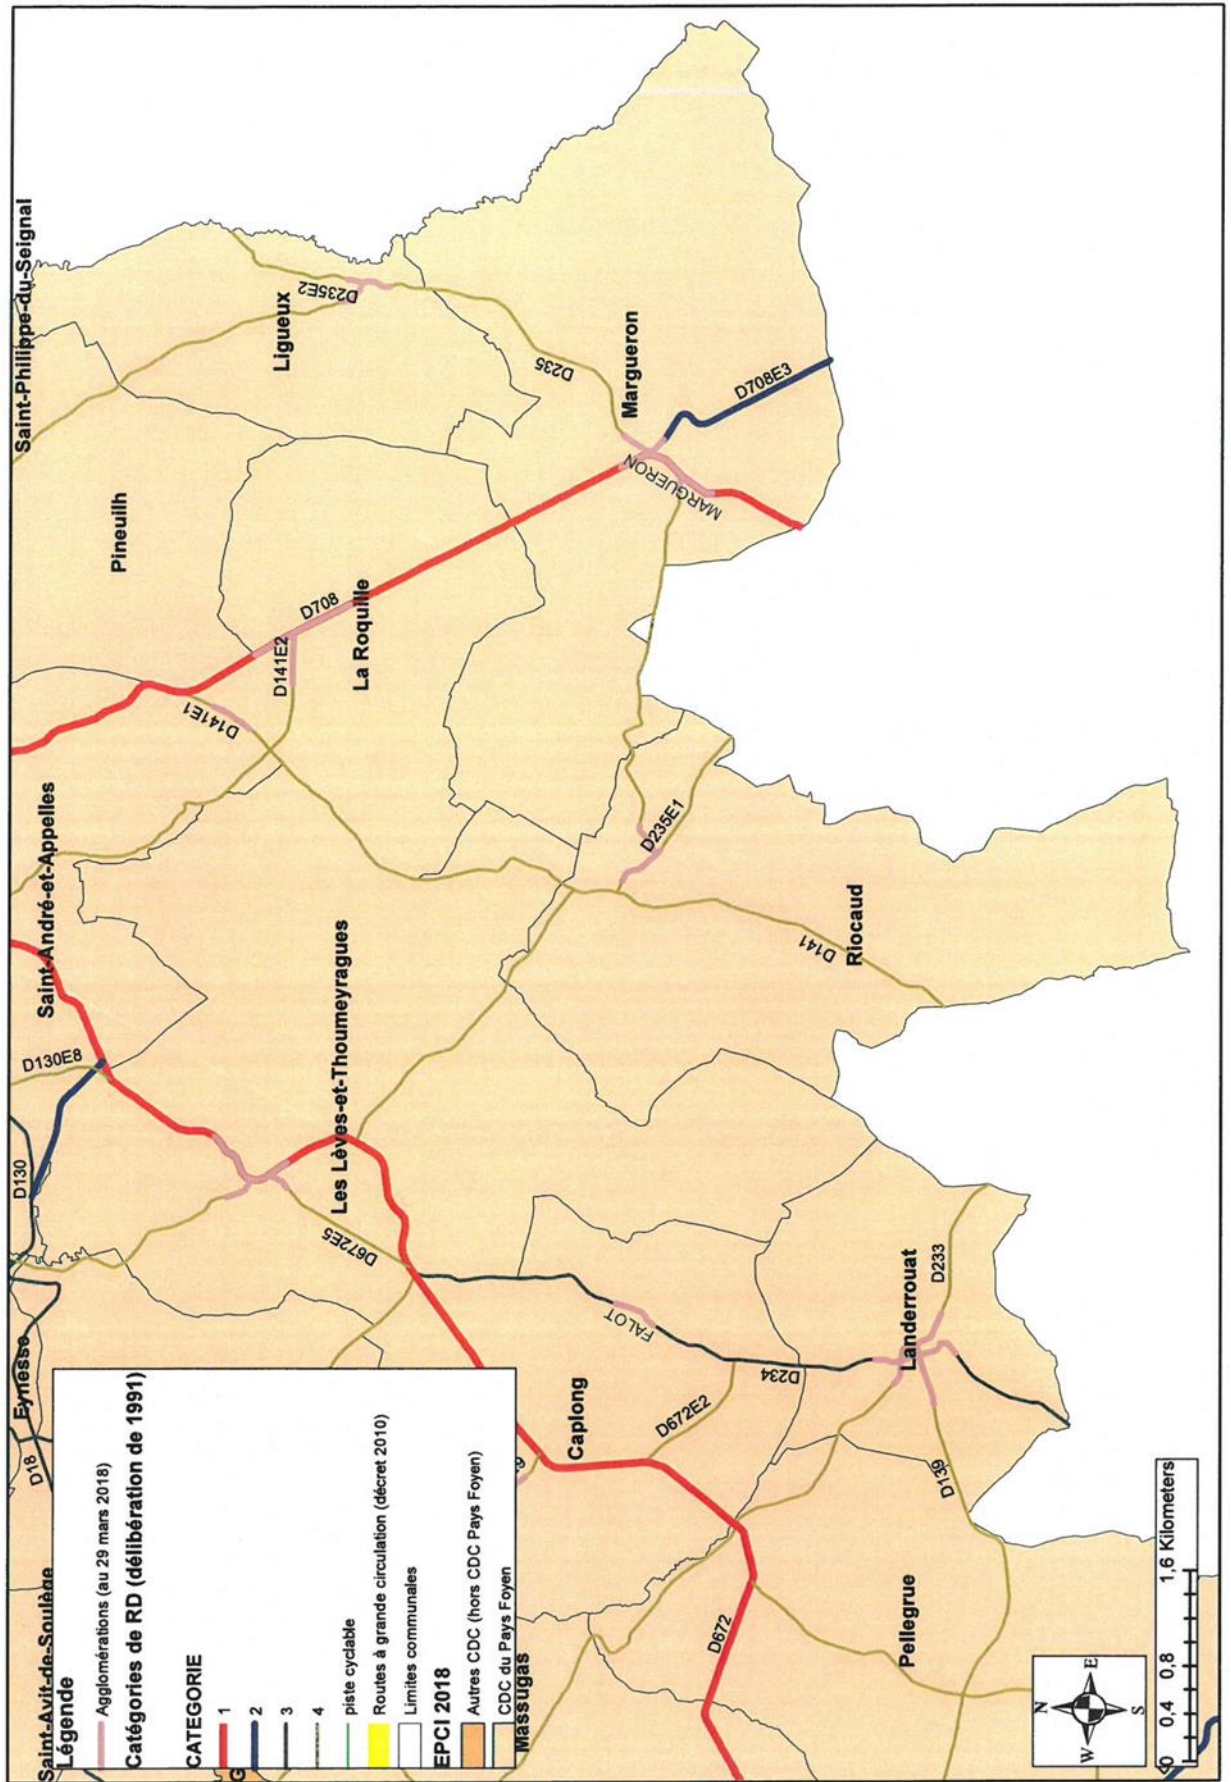 Saint-Avit-de-Soulège
Eynesse
Saint-André-et-Appelles
Pineuilh
Saint-Philippe-du-Seignal
D18
D130
D130E8
Légende
Agglomérations (au 29 mars 2018)
Catégories de RD (délibération de 1991)
CATEGORIE
1
2
3
4
piste cyclable
Routes à grande circulation (décret 2010)
Limites communales
EPCI 2018
Autres CDC (hors CDC Pays Foyen)
CDC du Pays Foyen
G
Massugas
D141E1
D141E2
D708
La Roquille
Ligueux
D235E2
Les Lèves-et-Thoumeyragues
D672E5
D235
Margueron
MARGUERON
D708E3
Caplong
FALOT
D672E2
D234
D235E1
D141
Riocaud
D672
Pellegrue
D139
Landerrouat
D233
N
W
E
S
0 0,4 0,8 1,6 Kilometers